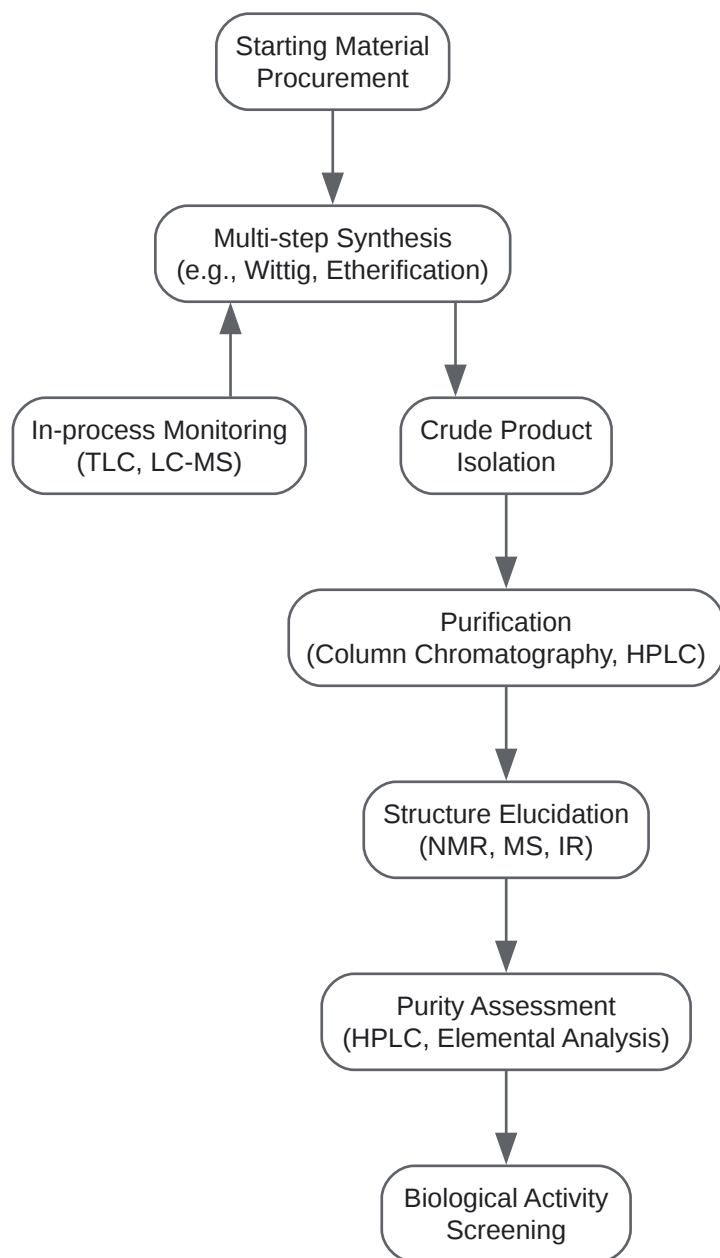 Starting Material
Procurement
Multi-step Synthesis
(e.g., Wittig, Etherification)
In-process Monitoring
(TLC, LC-MS)
Crude Product
Isolation
Purification
(Column Chromatography, HPLC)
Structure Elucidation
(NMR, MS, IR)
Purity Assessment
(HPLC, Elemental Analysis)
Biological Activity
Screening